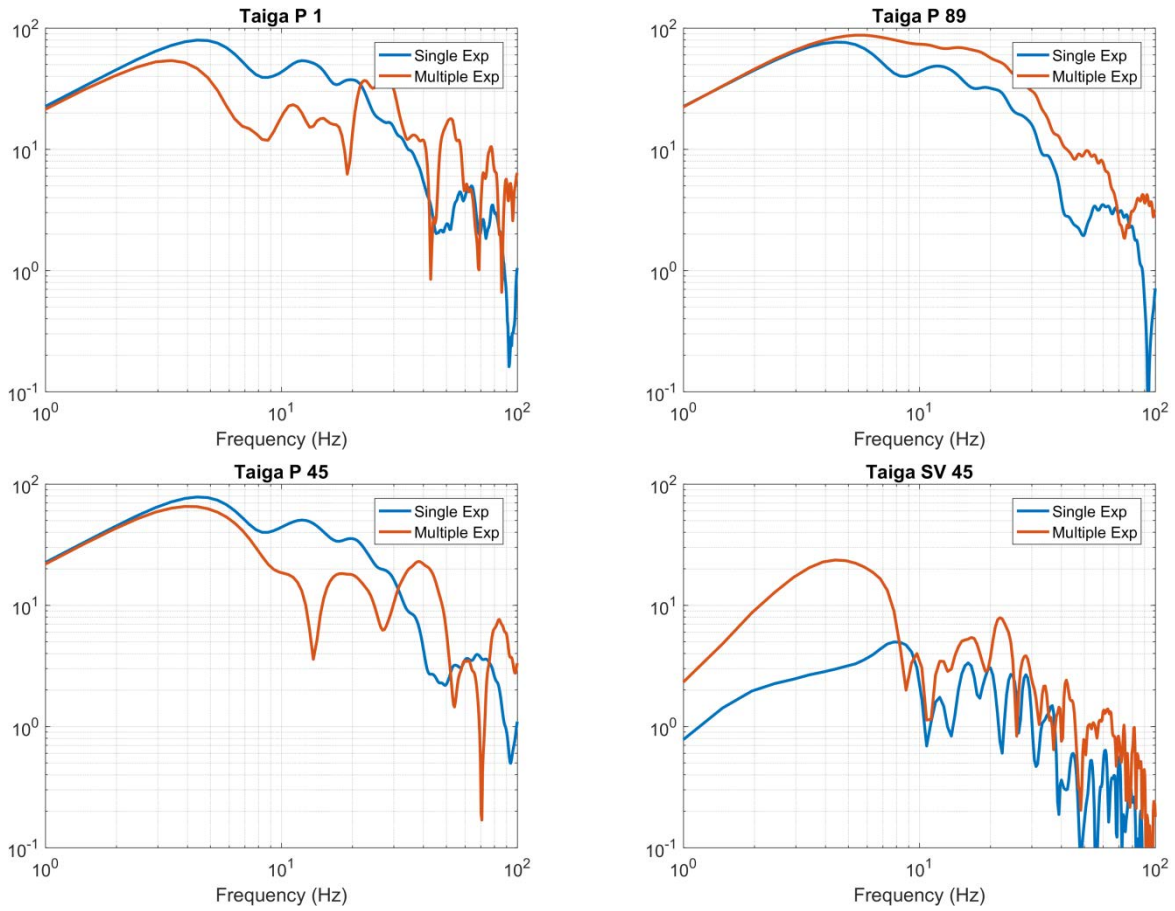 Taiga P 1
10^2
10^1
10^0
10^-1
Single Exp
Multiple Exp
10^0
10^1
10^2
Frequency (Hz)
Taiga P 89
10^2
10^1
10^0
10^-1
Single Exp
Multiple Exp
10^0
10^1
10^2
Frequency (Hz)
Taiga P 45
10^2
10^1
10^0
10^-1
Single Exp
Multiple Exp
10^0
10^1
10^2
Frequency (Hz)
Taiga SV 45
10^2
10^1
10^0
10^-1
Single Exp
Multiple Exp
10^0
10^1
10^2
Frequency (Hz)